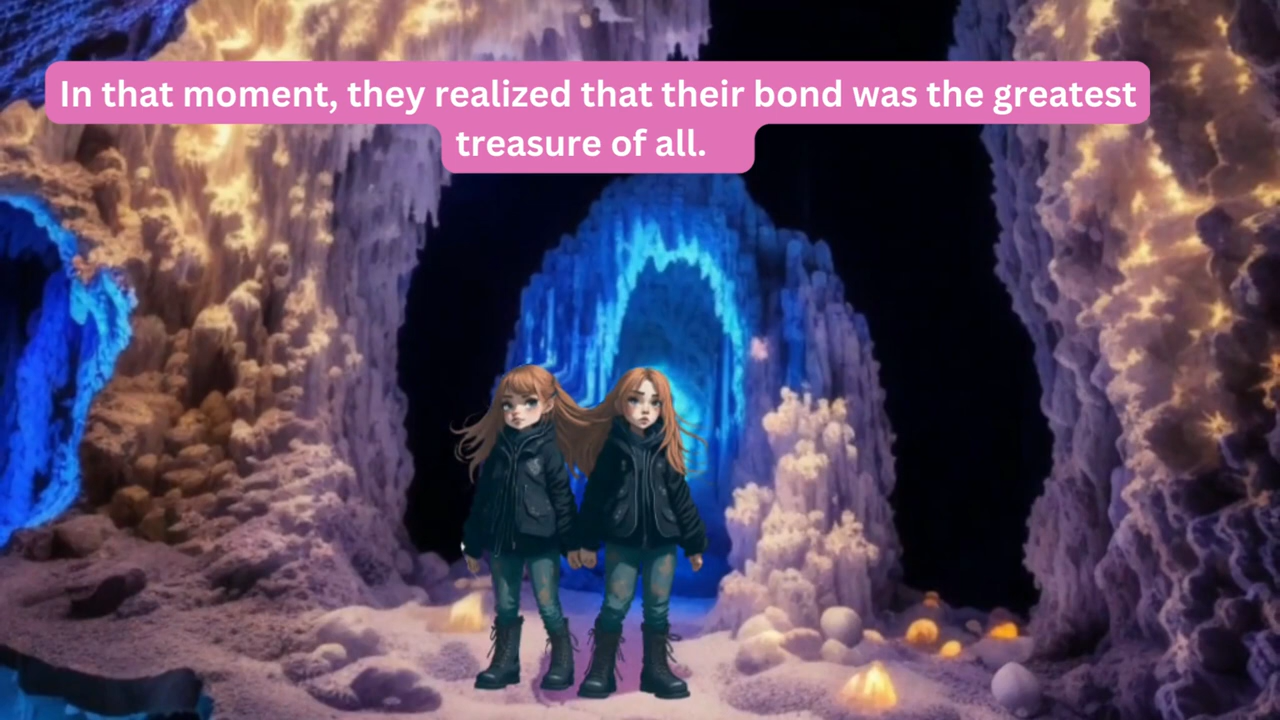 In that moment, they realized that their bond was the greatest
treasure of all.